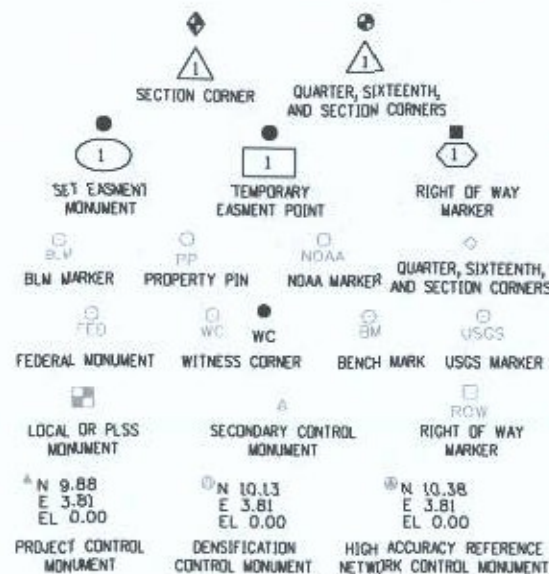 1 1
SECTION CORNER QUARTER, SIXTEENTH,
AND SECTION CORNERS
1 1 1
SET EASMENT TEMPORARY RIGHT OF WAY
MONUMENT EASMENT POINT MARKER
BLM PP NOAA
BLM MARKER PROPERTY PIN NOAA MARKER QUARTER, SIXTEENTH,
AND SECTION CORNERS
FED WC WC BM USGS
FEDERAL MONUMENT WITNESS CORNER BENCH MARK USGS MARKER
ROW
LOCAL OR PLSS SECONDARY CONTROL RIGHT OF WAY
MONUMENT MONUMENT MARKER
N 9.88 N 10.13 N 10.38
E 3.81 E 3.81 E 3.81
EL 0.00 EL 0.00 EL 0.00
PROJECT CONTROL DENSIFICATION HIGH ACCURACY REFERENCE
MONUMENT CONTROL MONUMENT NETWORK CONTROL MONUMENT